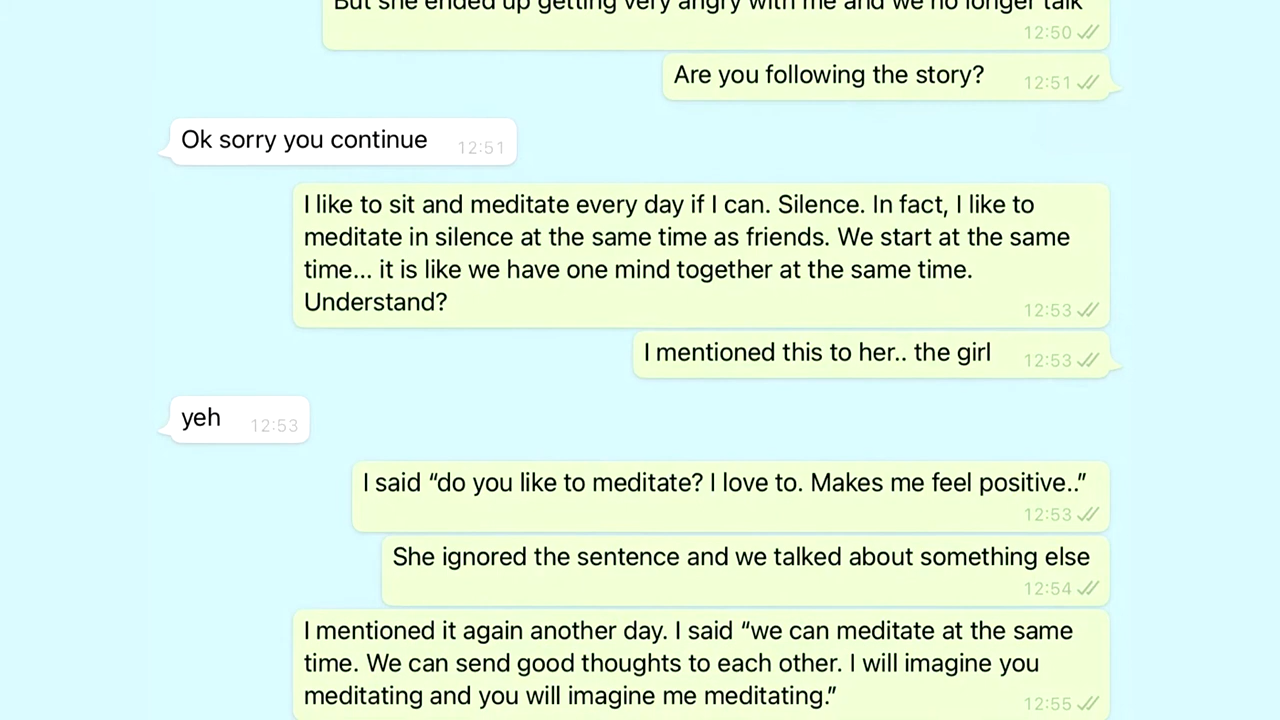 But she ended up getting very angry with me and we no longer talk
12:50
Are you following the story? 12:51
Ok sorry you continue 12:51
I like to sit and meditate every day if I can. Silence. In fact, I like to
meditate in silence at the same time as friends. We start at the same
time... it is like we have one mind together at the same time.
Understand? 12:53
I mentioned this to her.. the girl 12:53
yeh 12:53
I said “do you like to meditate? I love to. Makes me feel positive..”
12:53
She ignored the sentence and we talked about something else
12:54
I mentioned it again another day. I said “we can meditate at the same
time. We can send good thoughts to each other. I will imagine you
meditating and you will imagine me meditating.” 12:55